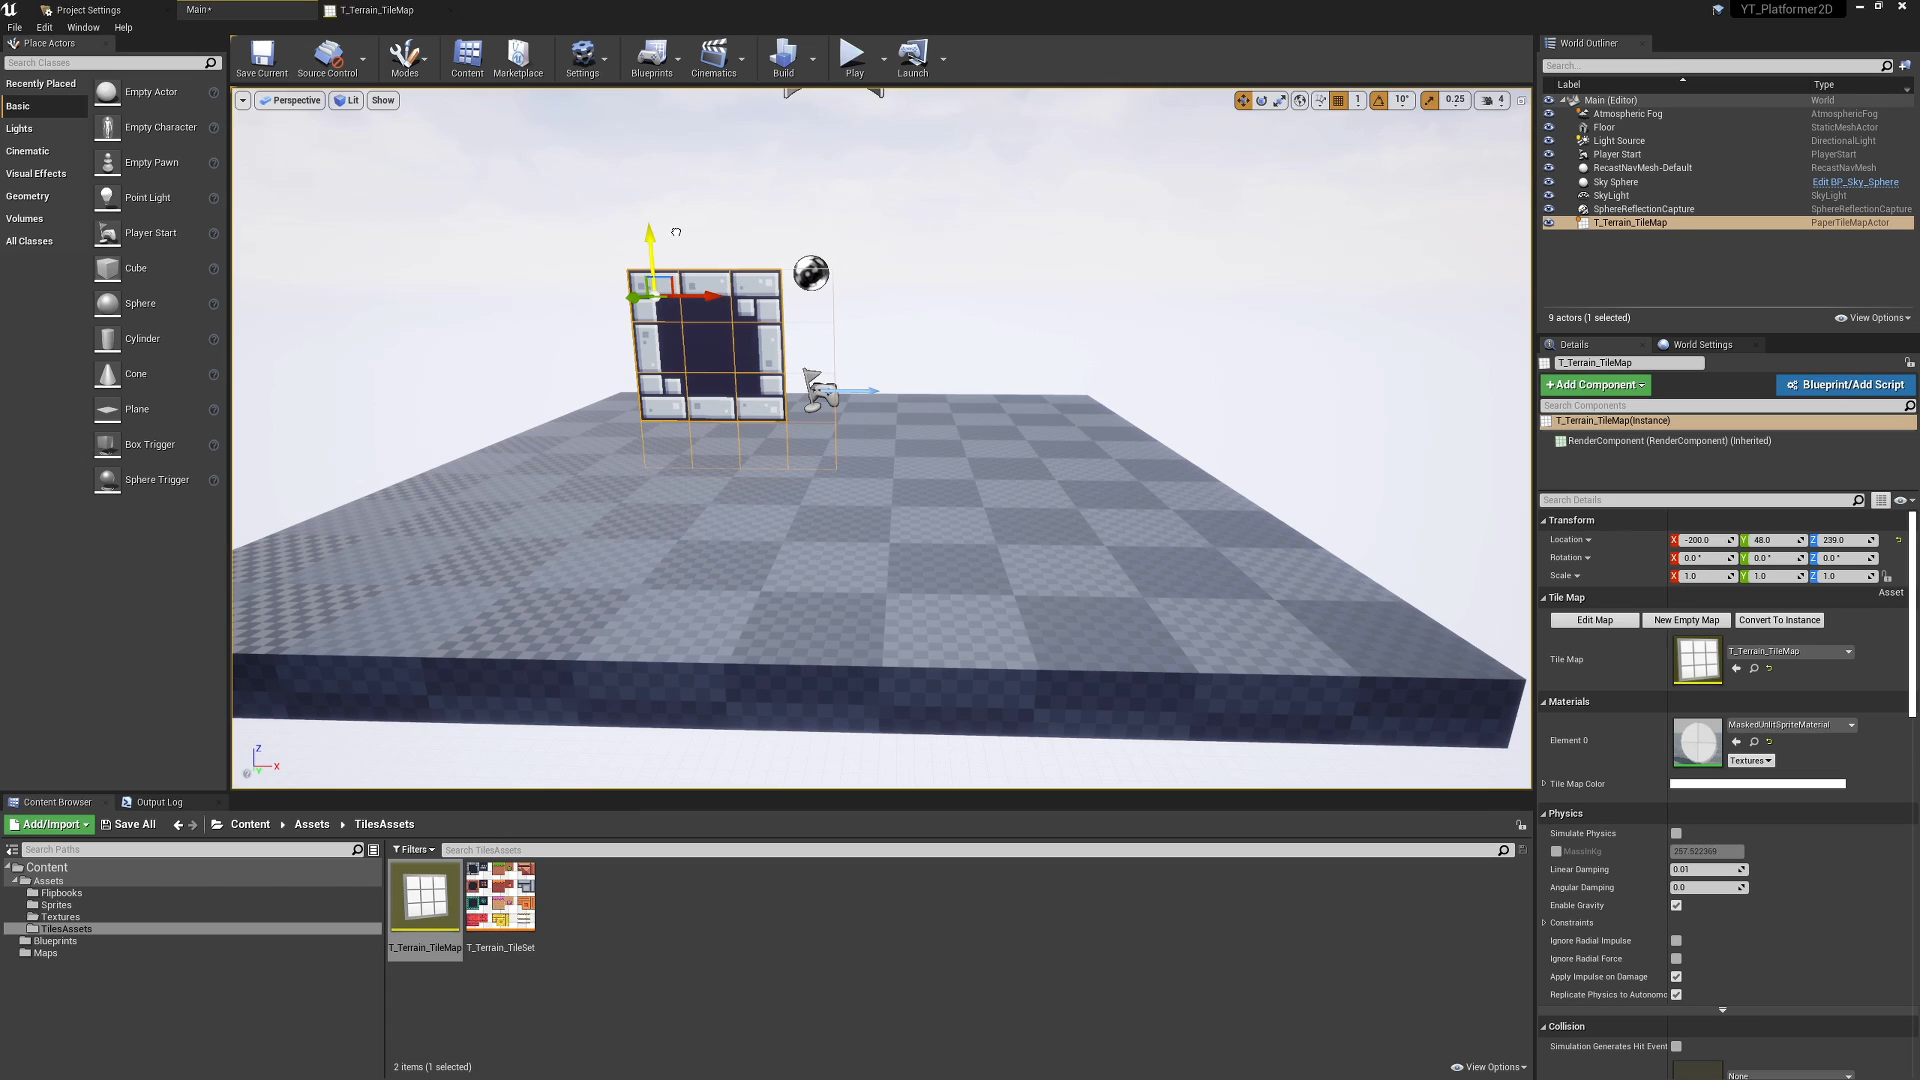 Project Settings
Main*
T_Terrain_TileMap
YT_Platformer2D
File Edit Window Help
Place Actors
Search Classes
Recently Placed
Basic
Lights
Cinematic
Visual Effects
Geometry
Volumes
All Classes
Empty Actor
Empty Character
Empty Pawn
Point Light
Player Start
Cube
Sphere
Cylinder
Cone
Plane
Box Trigger
Sphere Trigger
Save Current
Source Control
Modes
Content
Marketplace
Settings
Blueprints
Cinematics
Build
Play
Launch
Perspective
Lit
Show
1
10°
0.25
4
Z
X
Y
World Outliner
Search...
Label Type
Main (Editor) World
Atmospheric Fog AtmosphericFog
Floor StaticMeshActor
Light Source DirectionalLight
Player Start PlayerStart
RecastNavMesh-Default RecastNavMesh
Sky Sphere Edit BP_Sky_Sphere
SkyLight SkyLight
SphereReflectionCapture SphereReflectionCapture
T_Terrain_TileMap PaperTileMapActor
9 actors (1 selected)
View Options
Details
World Settings
T_Terrain_TileMap
+Add Component
Blueprint/Add Script
Search Components
T_Terrain_TileMap(Instance)
RenderComponent (RenderComponent) (Inherited)
Search Details
Transform
Location X -200.0 Y 48.0 Z 239.0
Rotation X 0.0° Y 0.0° Z 0.0°
Scale X 1.0 Y 1.0 Z 1.0
Asset
Tile Map
Edit Map New Empty Map Convert To Instance
Tile Map
T_Terrain_TileMap
Materials
Element 0
MaskedUnlitSpriteMaterial
Textures
Tile Map Color
Physics
Simulate Physics
MassInKg 257.522369
Linear Damping 0.01
Angular Damping 0.0
Enable Gravity
Constraints
Ignore Radial Impulse
Ignore Radial Force
Apply Impulse on Damage
Replicate Physics to Autonomo
Collision
Simulation Generates Hit Event
None
Content Browser
Output Log
Add/Import
Save All
Content Assets TilesAssets
Search Paths
Filters
Search TilesAssets
Content
Assets
Flipbooks
Sprites
Textures
TilesAssets
Blueprints
Maps
T_Terrain_TileMap
T_Terrain_TileSet
2 items (1 selected)
View Options